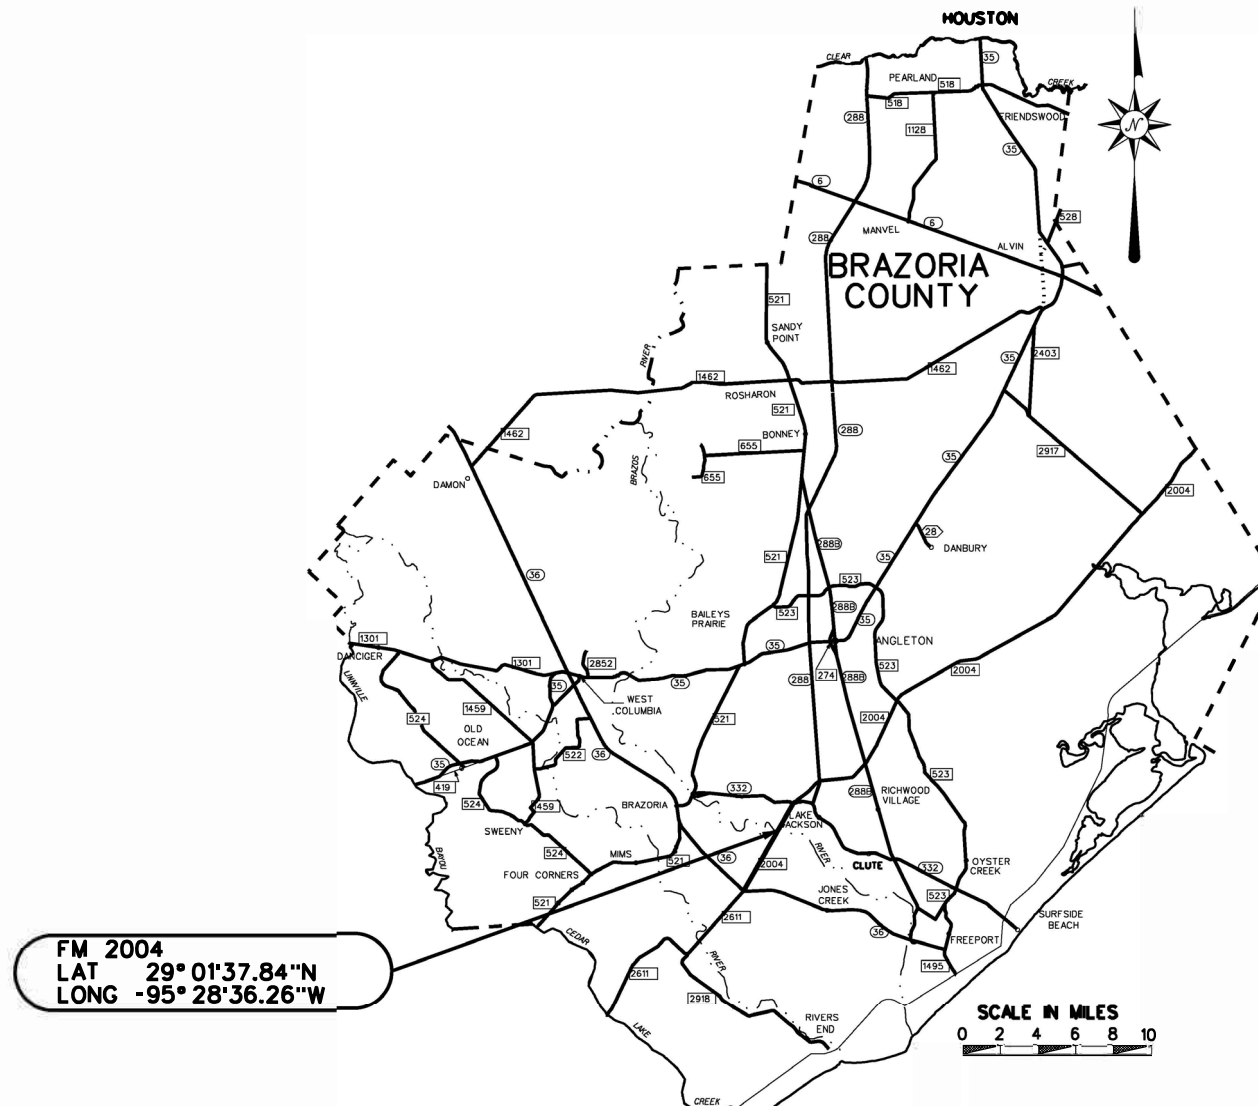 HOUSTON
CLEAR
35
CREEK
PEARLAND
518
518
288
1128
FRIENDSWOOD
35
N
6
528
6
MANVEL
288
ALVIN
BRAZORIA
COUNTY
521
SANDY
POINT
RIVER
35
2403
1462
1462
ROSHARON
521
1462
BONNEY
288
655
35
2917
BRAZOS
655
DAMON
2004
28
DANBURY
288B
521
35
36
523
288B
523
BAILEYS
PRAIRIE
35
1301
ANGLETON
35
DANCIGER
1301
2852
523
2004
274
288B
288
35
35
LINNVILLE
WEST
COLUMBIA
1459
524
521
2004
OLD
OCEAN
522
36
35
523
419
332
288B
RICHWOOD
VILLAGE
524
1459
BRAZORIA
LAKE
JACKSON
SWEENY
RIVER
BAYOU
524
MIMS
521
36
2004
CLUTE
332
OYSTER
CREEK
FOUR CORNERS
JONES
CREEK
523
521
2611
SURFSIDE
BEACH
36
FREEPORT
CEDAR
RIVER
1495
2611
2918
FM 2004
LAT 29° 01'37.84"N
LONG -95° 28'36.26"W
RIVERS
END
LAKE
SCALE IN MILES
0 2 4 6 8 10
CREEK